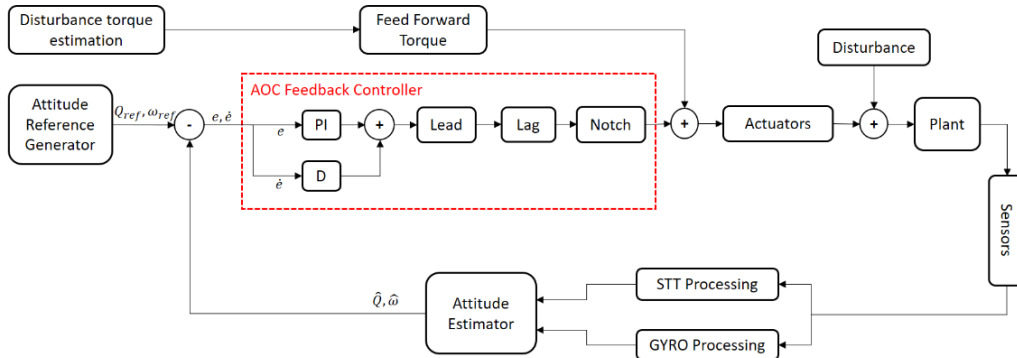 Disturbance torque
estimation
Feed Forward
Torque
Disturbance
Attitude
Reference
Generator
Q_ref, ω_ref
-
e, ė
AOC Feedback Controller
e
PI
+
Lead
Lag
Notch
ė
D
+
Actuators
+
Plant
Sensors
STT Processing
GYRO Processing
Attitude
Estimator
Q̂, ω̂